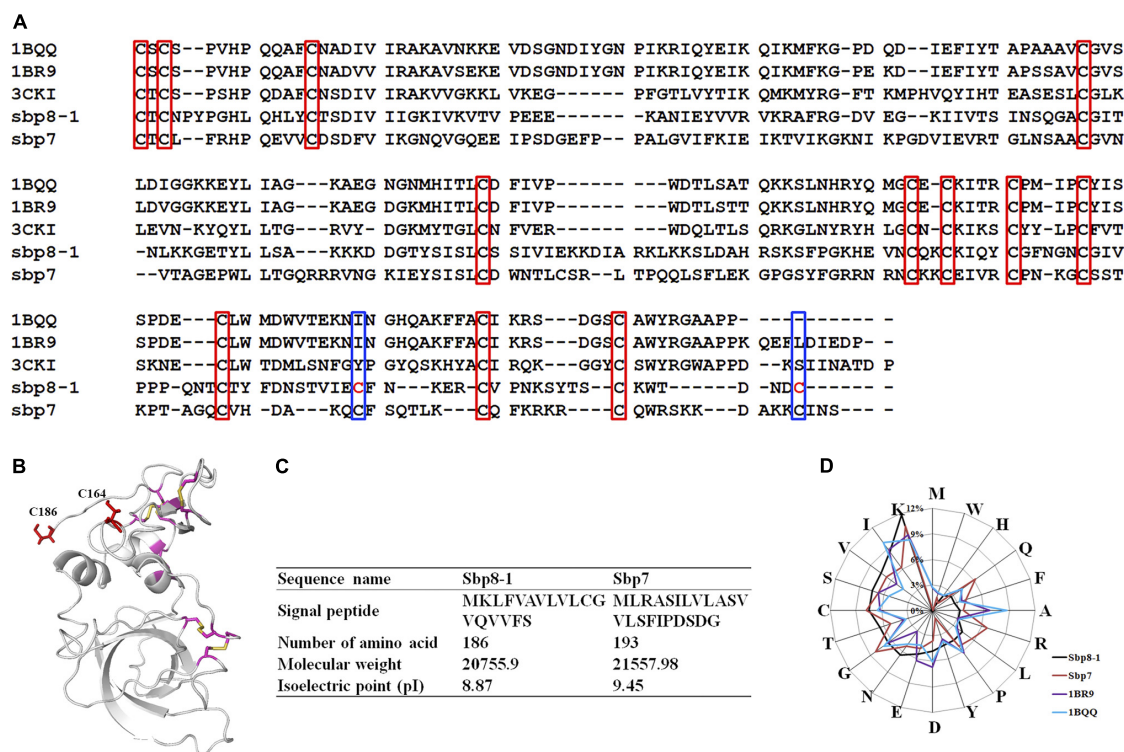 A
1BQQ CSCS--PVHP QQAFCNADIV IRAKAVNKKE VDSGNDIYGN PIKRIQYEIK QIKMFKG-PD QD--IEFIYT APAAAVCGVS
1BR9 CSCS--PVHP QQAFCNADVV IRAKAVSEKE VDSGNDIYGN PIKRIQYEIK QIKMFKG-PE KD--IEFIYT APSSAVCGVS
3CKI CTCS--PSHP QDAFCNSDIV IRAKVVGKKL VKEG------ PFGTLVYTIK QMKMYRG-FT KMPHVQYIHT EASESLCGLK
sbp8-1 CTCNPYPGHL QHLYCTSDIV IIGKIVKVTV PEEE------ -KANIEYVVR VKRAFRG-DV EG--KIIVTS INSQGACGIT
sbp7 CTCL--FRHP QEVVCDSDFV IKGNQVGQEE IPSDGEFP-- PALGVIFKIE IKTVIKGNIK PGDVIEVRTG LNSAACGVN
1BQQ LDIGGKKEYL IAG---KAEG NGNMHITLCD FIVP------ ----WDTLSAT QKKSLNHRYQ MGCE-CKITR CPM-IPCYIS
1BR9 LDVGGKKEYL IAG---KAEG DGKMHITLCD FIVP------ ----WDTLSTT QKKSLNHRYQ MGCE-CKITR CPM-IPCYIS
3CKI LEVN-KYQYL LTG---RVY- DGKMYTGLCN FVER------ ----WDQLTLS QRKGLNYRYH LGCN-CKIKS CYY-LPCFVT
sbp8-1 -NLKKGETYL LSA---KKKD DGTYSISLCS SIVIEKKDIA RKLKKSLDAH RSKSFPGKHE VNCQKCKIQY CGFNGNCGIV
sbp7 --VTAGEPWL LTGQRRRVNG KIEYSISLCD WNTLCSR--L TPQQLSFLEK GPGSYFGRRN RNCKKCEIVR CPNKGCSST
1BQQ SPDE---CLW MDWVTEKNIN GHQAKFFACI KRS--DGSC AWYRGAAPP- ----------
1BR9 SPDE---CLW MDWVTEKNIN GHQAKFFACI KRS--DGSC AWYRGAAPPK QEFLDIEDP--
3CKI SKNE---CLW TDMLSNFGYP GYQSKHYACI RQK---GGYC SWYRGWAPPD KSIINATD P
sbp8-1 PPP-QNTCTY FDNSTVIECF N---KER-CV PNKSYTS--C KWT-----D NDC-----
sbp7 KPT-AGQCVH -DA---KQCF SQTLK---CQ FKRKR----C QWRSKK---D AKKCINS----
B
C186
C164
C
Sequence name Sbp8-1 Sbp7
Signal peptide MKLFVAVLVLCG VQVVFS MLRASILVLASV VLSFIPDSDG
Number of amino acid 186 193
Molecular weight 20755.9 21557.98
Isoelectric point (pI) 8.87 9.45
D
M
W
H
Q
F
A
R
L
P
Y
D
E
N
G
T
C
S
V
I
K
12%
9%
6%
3%
0%
Sbp8-1
Sbp7
1BR9
1BQQ